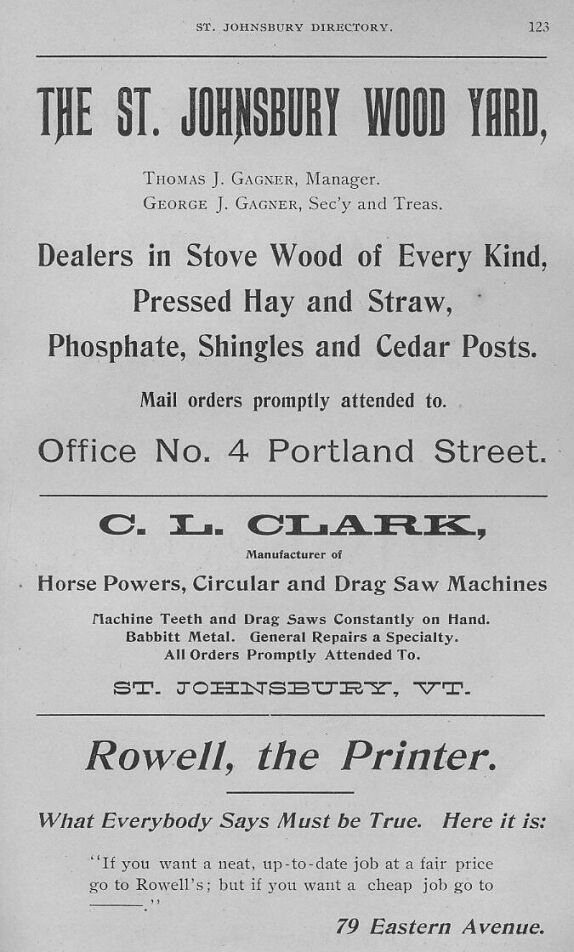 ST. JOHNSBURY DIRECTORY. 123
THE ST. JOHNSBURY WOOD YARD,
THOMAS J. GAGNER, Manager.
GEORGE J. GAGNER, Sec'y and Treas.
Dealers in Stove Wood of Every Kind,
Pressed Hay and Straw,
Phosphate, Shingles and Cedar Posts.
Mail orders promptly attended to.
Office No. 4 Portland Street.
C. L. CLARK,
Manufacturer of
Horse Powers, Circular and Drag Saw Machines
Machine Teeth and Drag Saws Constantly on Hand.
Babbitt Metal. General Repairs a Specialty.
All Orders Promptly Attended To.
ST. JOHNSBURY, VT.
Rowell, the Printer.
What Everybody Says Must be True. Here it is:
"If you want a neat, up-to-date job at a fair price
go to Rowell's; but if you want a cheap job go to
———."
79 Eastern Avenue.